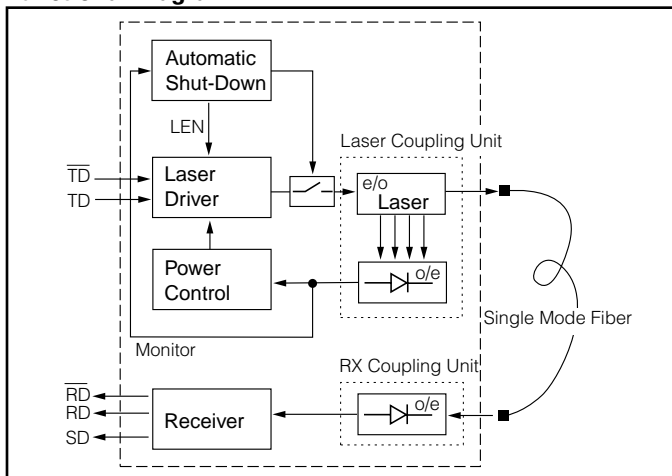 Automatic
Shut-Down
LEN
Laser Coupling Unit
TD
TD
Laser
Driver
e/o
Laser
Power
Control
o/e
Single Mode Fiber
Monitor
RX Coupling Unit
RD
RD
SD
Receiver
o/e